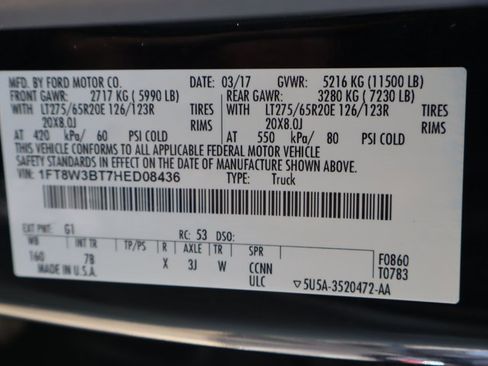 MFD. BY FORD MOTOR CO. DATE: 03/17 GVWR: 5216 KG (11500 LB)
FRONT GAWR: 2717 KG (5990 LB) REAR GAWR: 3280 KG (7230 LB)
WITH LT275/65R20E 126/123R TIRES WITH LT275/65R20E 126/123R TIRES
20X8.0J RIMS 20X8.0J RIMS
AT 420 kPa/ 60 PSI COLD AT 550 kPa/ 80 PSI COLD
THIS VEHICLE CONFORMS TO ALL APPLICABLE FEDERAL MOTOR VEHICLE
SAFETY STANDARDS IN EFFECT ON THE DATE OF MANUFACTURE SHOWN ABOVE.
VIN: 1FT8W3BT7HED08436 TYPE: Truck
EXT PNT: G1 RC: 53 DSO:
WB INT TR TP/PS R AXLE TR SPR F0860
160 7B X 3J W CCNN T0783
MADE IN U.S.A. ULC ▽5U5A-3520472-AA